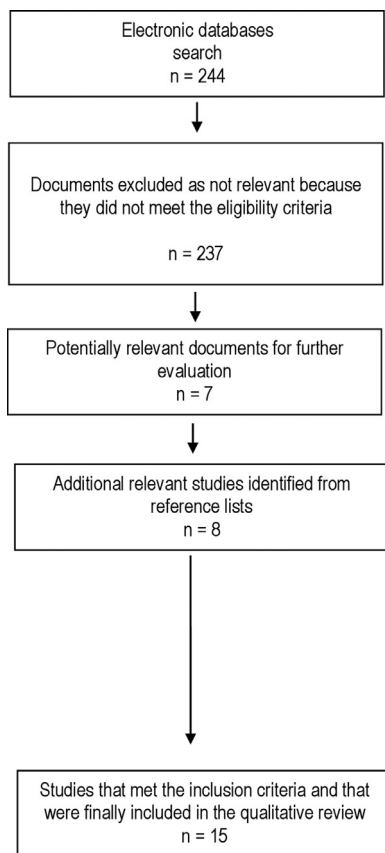 Electronic databases
search
n = 244
Documents excluded as not relevant because
they did not meet the eligibility criteria
n = 237
Potentially relevant documents for further
evaluation
n = 7
Additional relevant studies identified from
reference lists
n = 8
Studies that met the inclusion criteria and that
were finally included in the qualitative review
n = 15